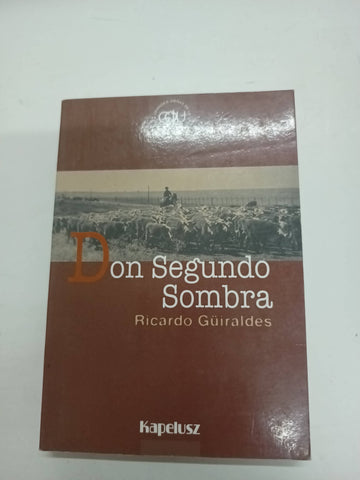 Don Segundo
Sombra
Ricardo Güiraldes
Kapelusz